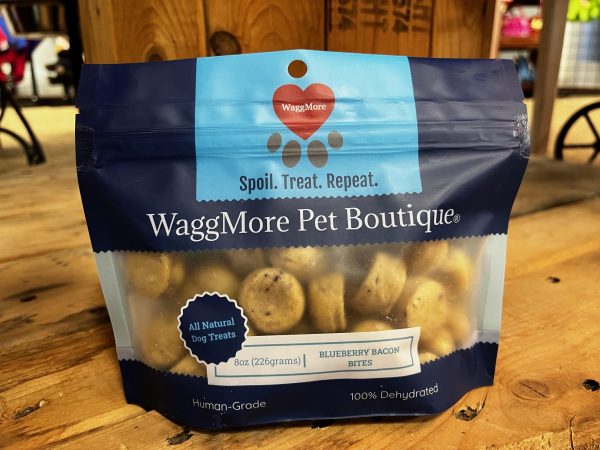 WaggMore
Spoil. Treat. Repeat.
WaggMore Pet Boutique®
All Natural
Dog Treats
8oz (226grams) |
BLUEBERRY BACON
BITES
Human-Grade
100% Dehydrated